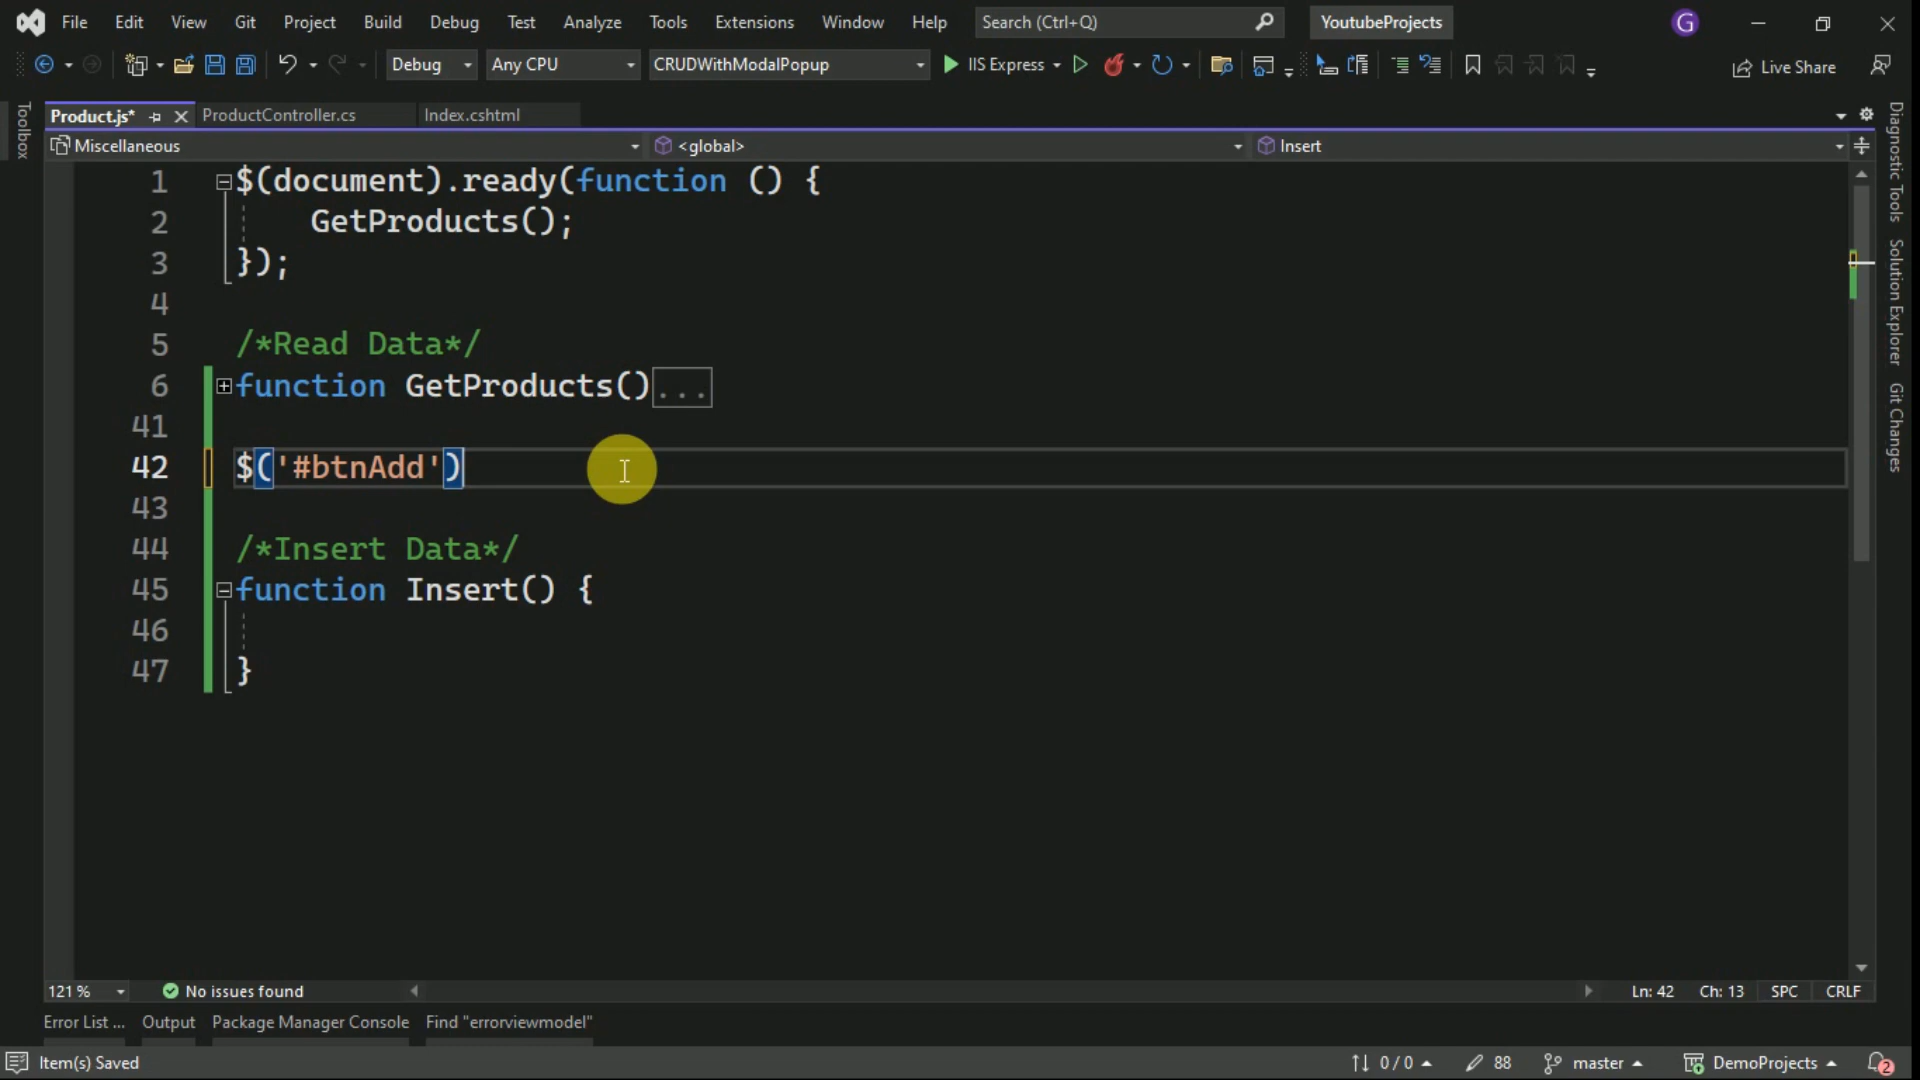 File Edit View Git Project Build Debug Test Analyze Tools Extensions Window Help Search (Ctrl+Q) YoutubeProjects G
Debug Any CPU CRUDWithModalPopup IIS Express Live Share
Toolbox
Product.js* ProductController.cs Index.cshtml
Miscellaneous <global> Insert
1 $(document).ready(function () {
2 GetProducts();
3 });
4
5 /*Read Data*/
6 function GetProducts()...
41
42 $('#btnAdd')
43
44 /*Insert Data*/
45 function Insert() {
46
47 }
Diagnostic Tools
Solution Explorer
Git Changes
121 % No issues found Ln: 42 Ch: 13 SPC CRLF
Error List ... Output Package Manager Console Find "errorviewmodel"
Item(s) Saved 0 / 0 88 master DemoProjects 2